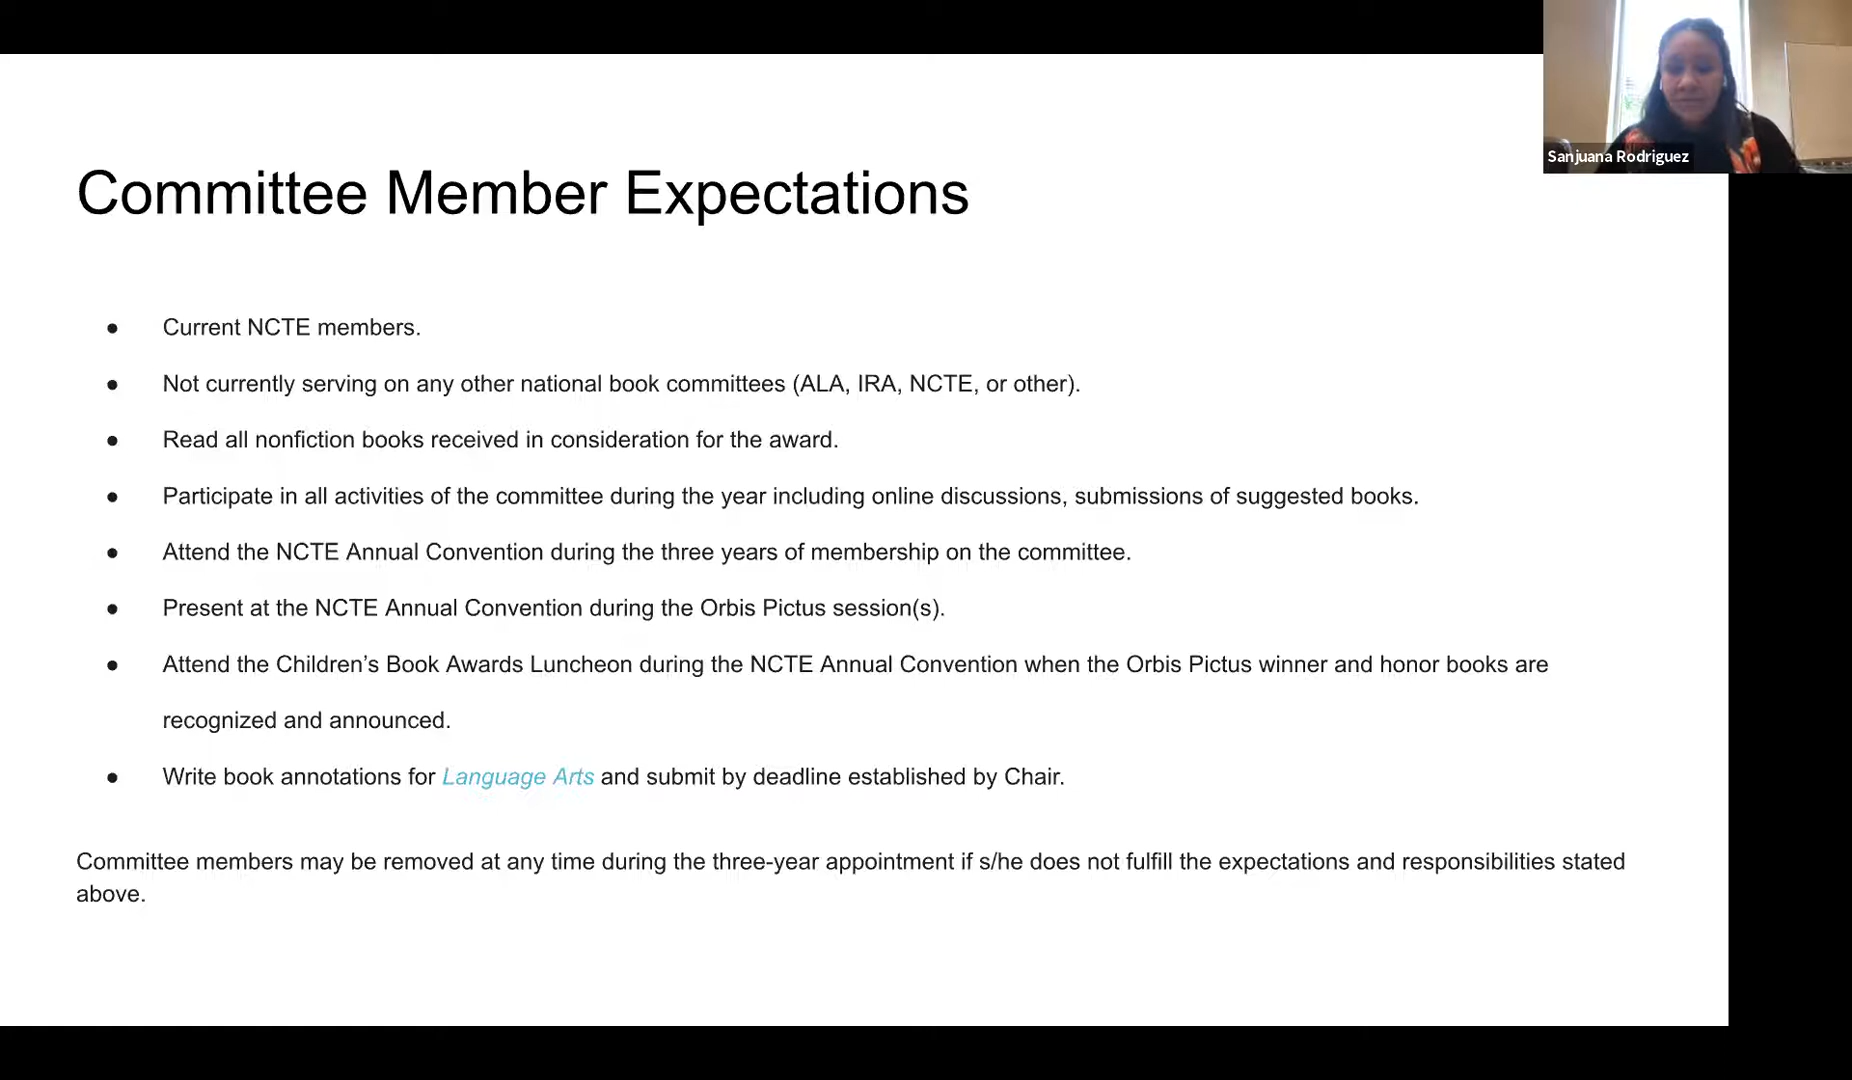 Sanjuana Rodriguez
Committee Member Expectations
● Current NCTE members.
● Not currently serving on any other national book committees (ALA, IRA, NCTE, or other).
● Read all nonfiction books received in consideration for the award.
● Participate in all activities of the committee during the year including online discussions, submissions of suggested books.
● Attend the NCTE Annual Convention during the three years of membership on the committee.
● Present at the NCTE Annual Convention during the Orbis Pictus session(s).
● Attend the Children’s Book Awards Luncheon during the NCTE Annual Convention when the Orbis Pictus winner and honor books are
recognized and announced.
● Write book annotations for Language Arts and submit by deadline established by Chair.
Committee members may be removed at any time during the three-year appointment if s/he does not fulfill the expectations and responsibilities stated
above.